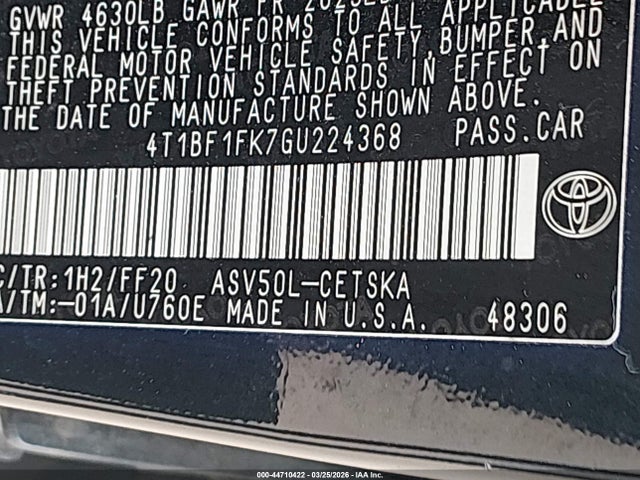 GVWR 4630LB GAWR FR
THIS VEHICLE CONFORMS TO ALL APPLICABLE
FEDERAL MOTOR VEHICLE SAFETY, BUMPER, AND
THEFT PREVENTION STANDARDS IN EFFECT ON
THE DATE OF MANUFACTURE SHOWN ABOVE.
4T1BF1FK7GU224368 PASS.CAR
C/TR:1H2/FF20 ASV50L-CETSKA
A/TM:-01A/U760E MADE IN U.S.A. 48306
000-44710422 - 03/25/2026 - IAA Inc.